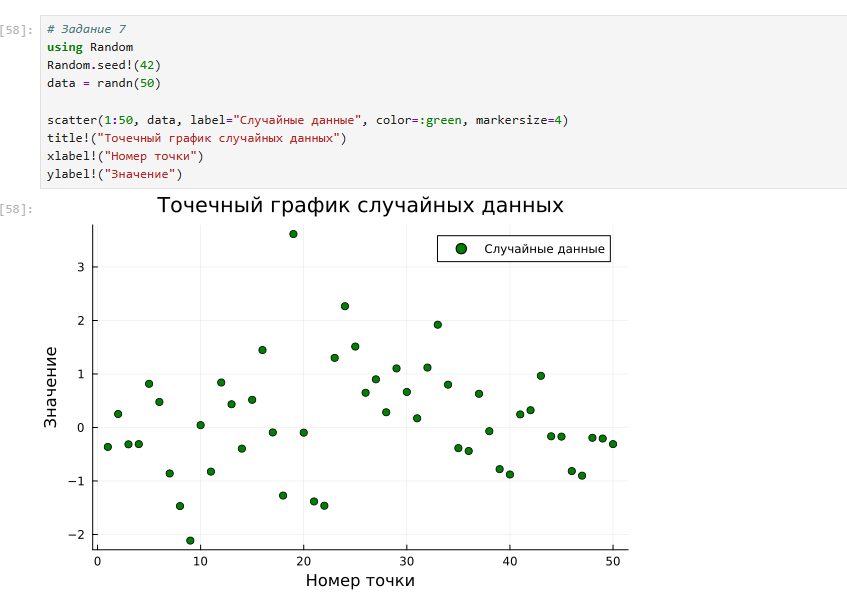 [58]:
# Задание 7
using Random
Random.seed!(42)
data = randn(50)
scatter(1:50, data, label="Случайные данные", color=:green, markersize=4)
title!("Точечный график случайных данных")
xlabel!("Номер точки")
ylabel!("Значение")
[58]:
Точечный график случайных данных
Случайные данные
Значение
3
2
1
0
−1
−2
0 10 20 30 40 50
Номер точки